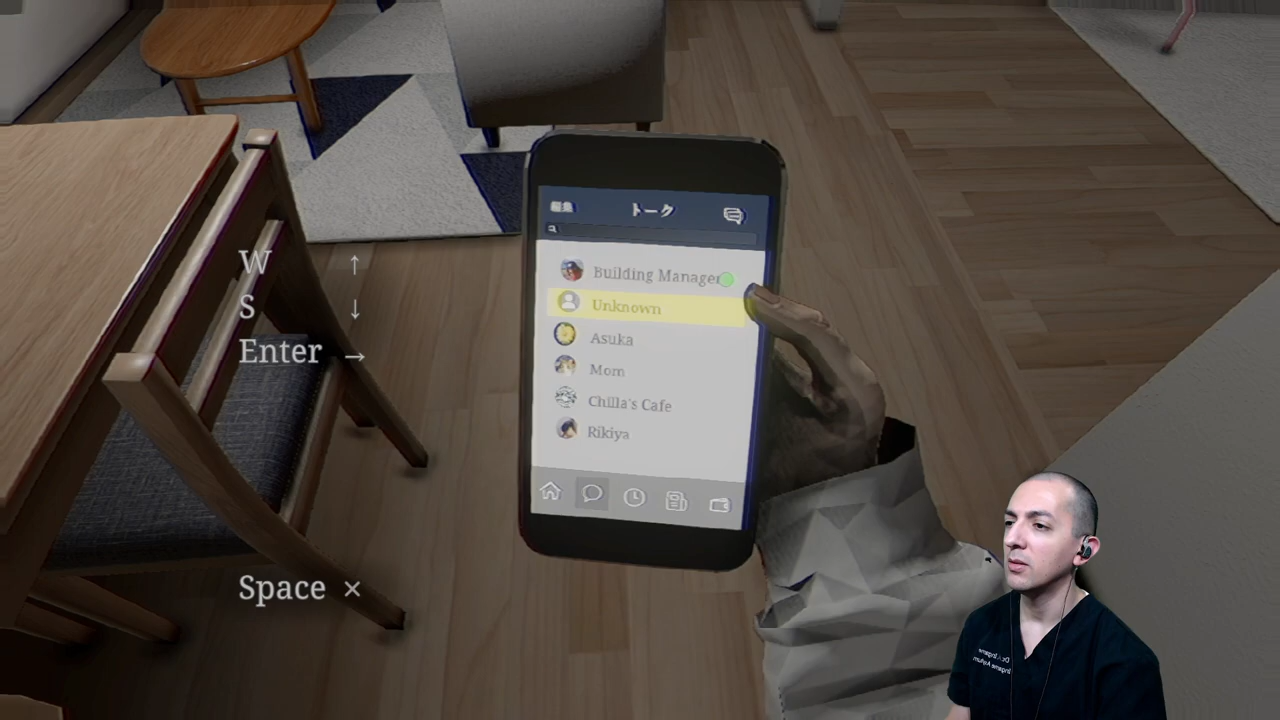 編集 トーク
Building Manager
Unknown
Asuka
Mom
Chilla's Cafe
Rikiya
W ↑
S ↓
Enter →
Space ×